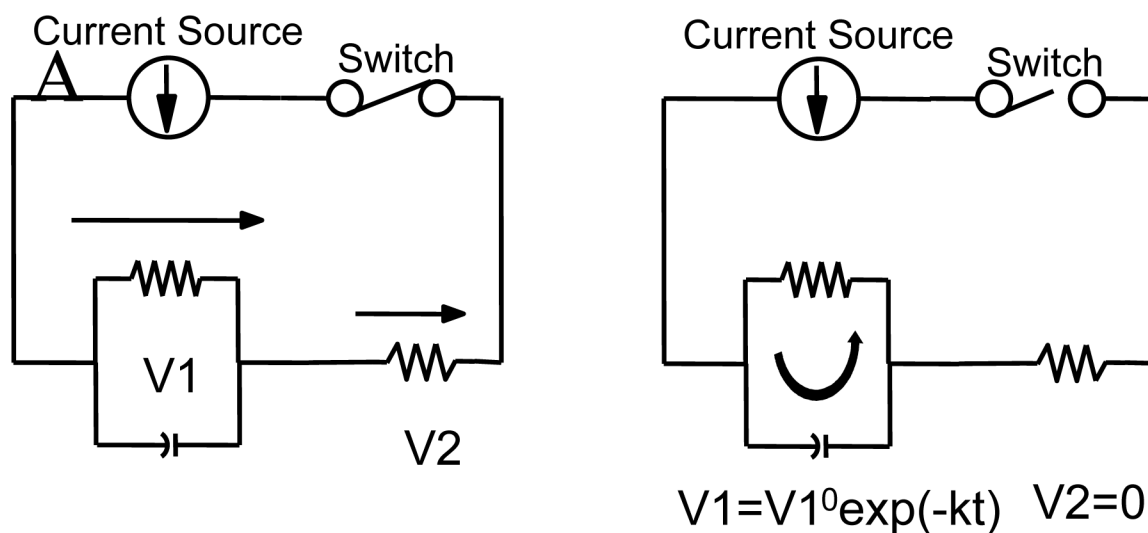 Current Source
A
Switch
V1
V2
Current Source
Switch
V1=V1⁰exp(-kt)
V2=0